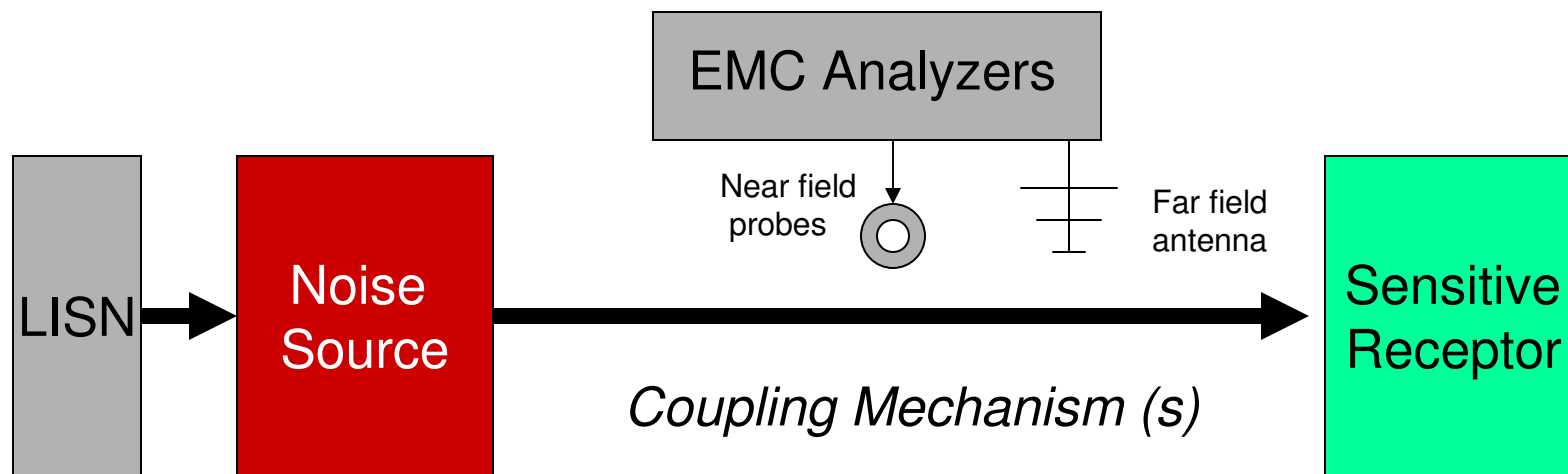 EMC Analyzers
Near field
probes
Far field
antenna
LISN
Noise
Source
Sensitive
Receptor
Coupling Mechanism (s)